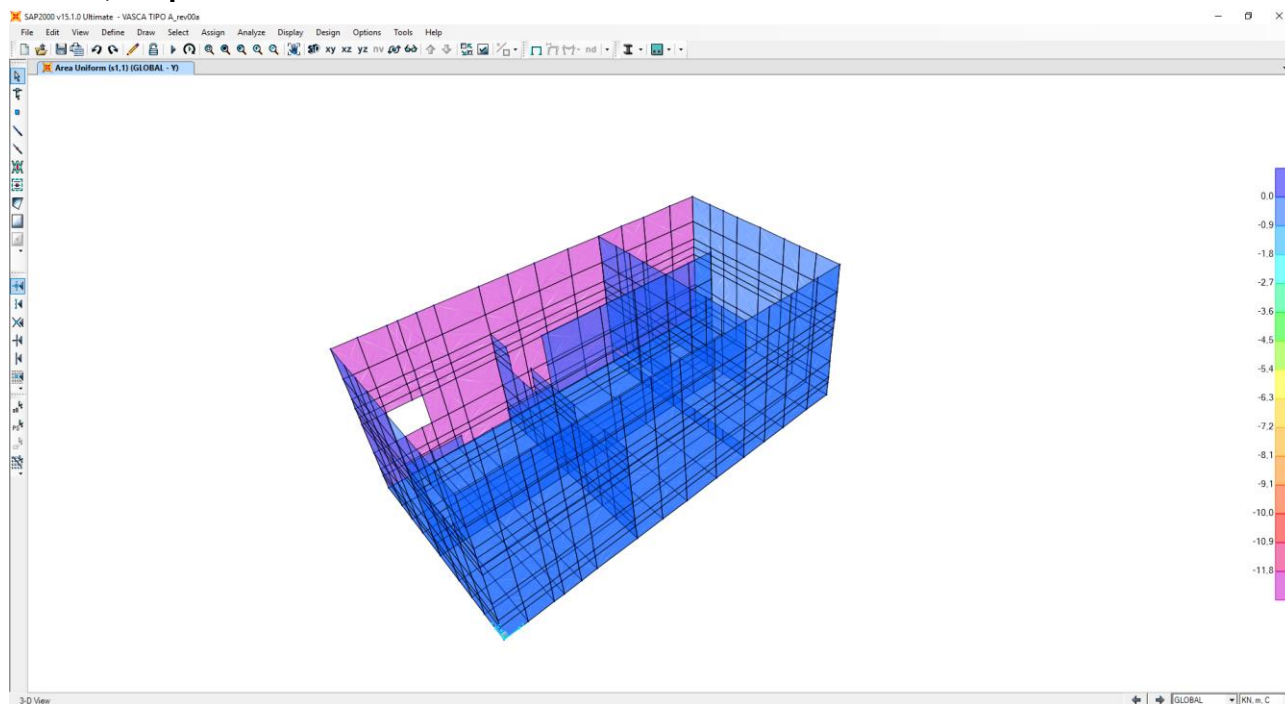 SAP2000 v15.1.0 Ultimate - VASCA TIPO A_rev00a
File Edit View Define Draw Select Assign Analyze Display Design Options Tools Help
xy xz yz nv nd
Area Uniform (s1,1) (GLOBAL - Y)
0.0
-0.9
-1.8
-2.7
-3.6
-4.5
-5.4
-6.3
-7.2
-8.1
-9.1
-10.0
-10.9
-11.8
3-D View
GLOBAL
KN, m, C